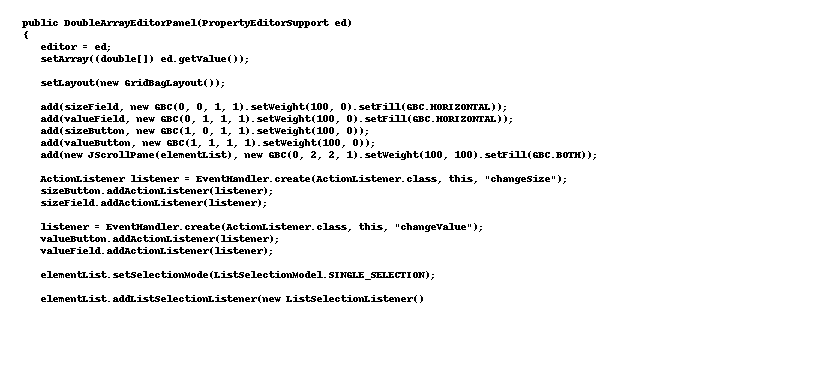 public DoubleArrayEditorPanel(PropertyEditorSupport ed)
{
editor = ed;
setArray((double[]) ed.getValue());
setLayout(new GridBagLayout());
add(sizeField, new GBC(0, 0, 1, 1).setWeight(100, 0).setFill(GBC.HORIZONTAL));
add(valueField, new GBC(0, 1, 1, 1).setWeight(100, 0).setFill(GBC.HORIZONTAL));
add(sizeButton, new GBC(1, 0, 1, 1).setWeight(100, 0));
add(valueButton, new GBC(1, 1, 1, 1).setWeight(100, 0));
add(new JScrollPane(elementList), new GBC(0, 2, 2, 1).setWeight(100, 100).setFill(GBC.BOTH));
ActionListener listener = EventHandler.create(ActionListener.class, this, "changeSize");
sizeButton.addActionListener(listener);
sizeField.addActionListener(listener);
listener = EventHandler.create(ActionListener.class, this, "changeValue");
valueButton.addActionListener(listener);
valueField.addActionListener(listener);
elementList.setSelectionMode(ListSelectionModel.SINGLE_SELECTION);
elementList.addListSelectionListener(new ListSelectionListener()